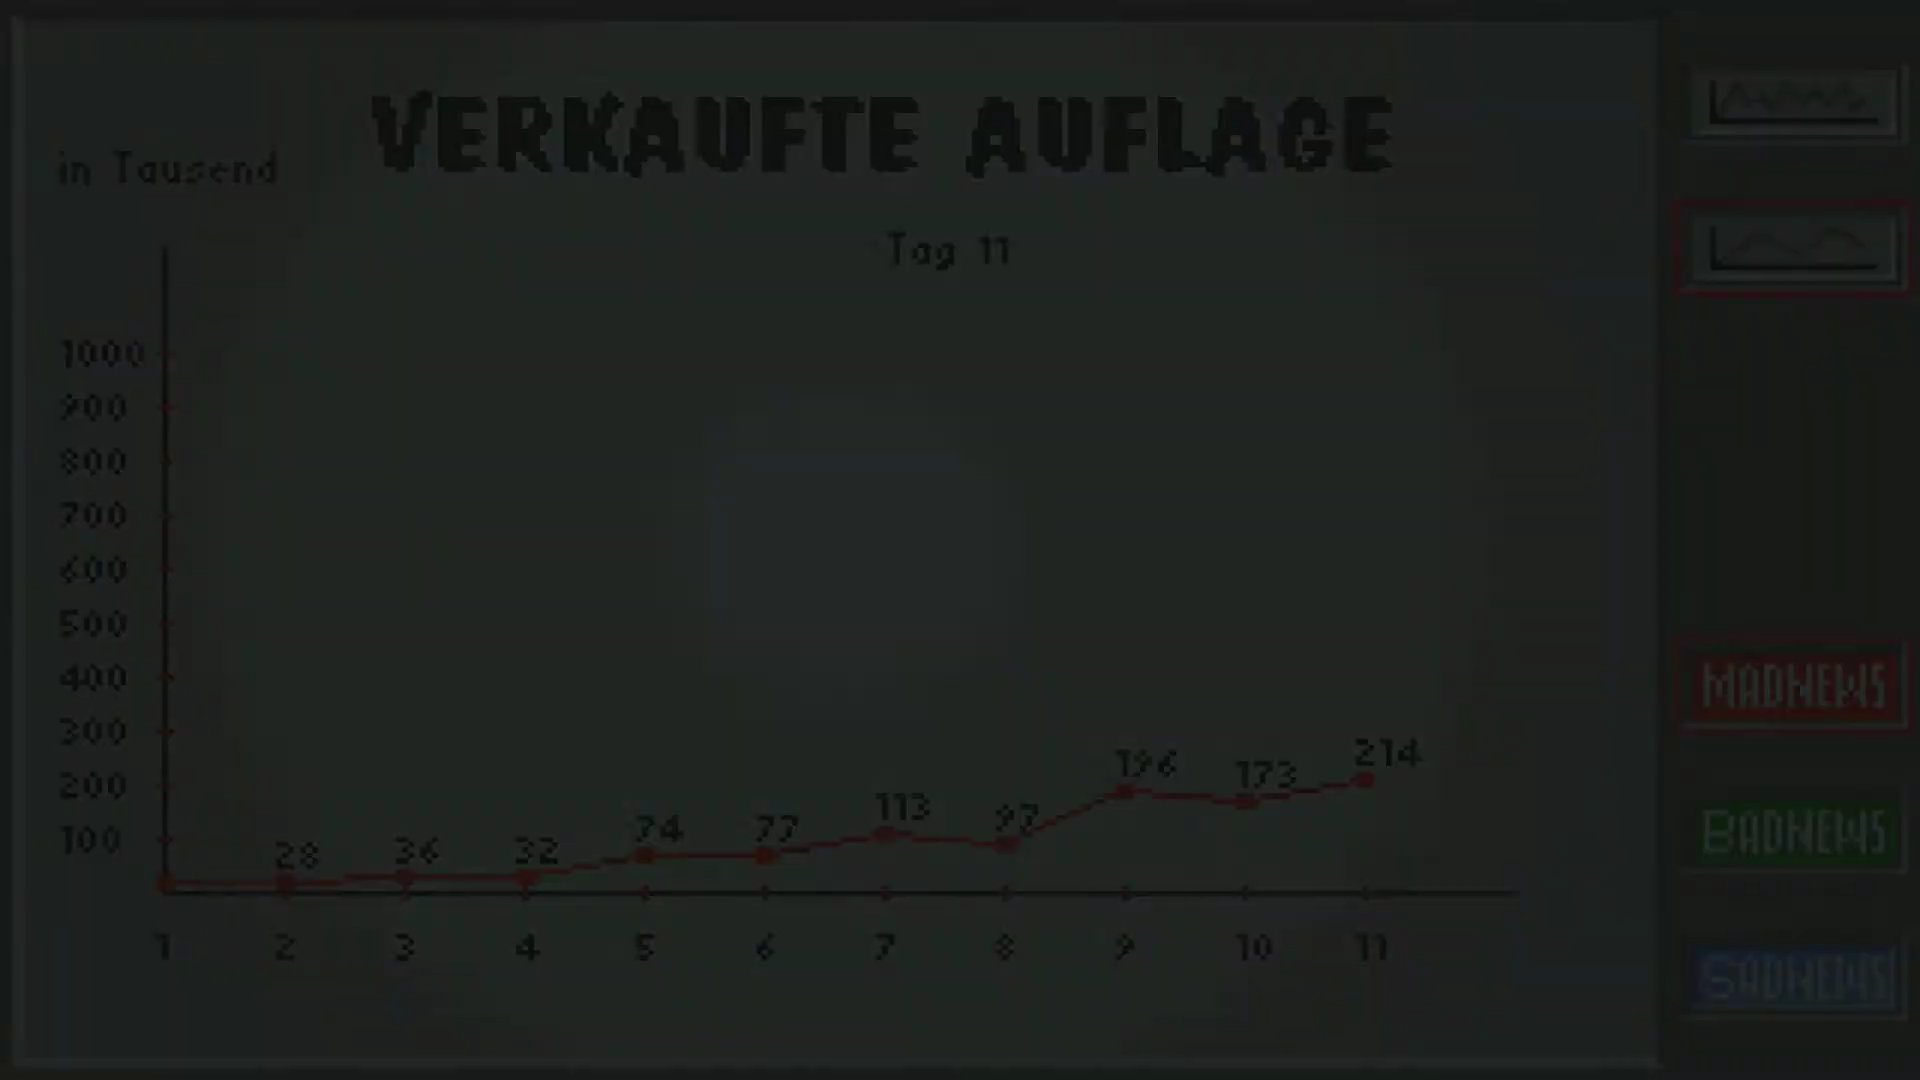 VERKAUFTE AUFLAGE
in Tausend
Tag 11
1000
900
800
700
600
500
400
300
200
100
28 36 32 74 77 113 97 196 173 214
1 2 3 4 5 6 7 8 9 10 11
MADNEWS
BADNEWS
SADNEWS